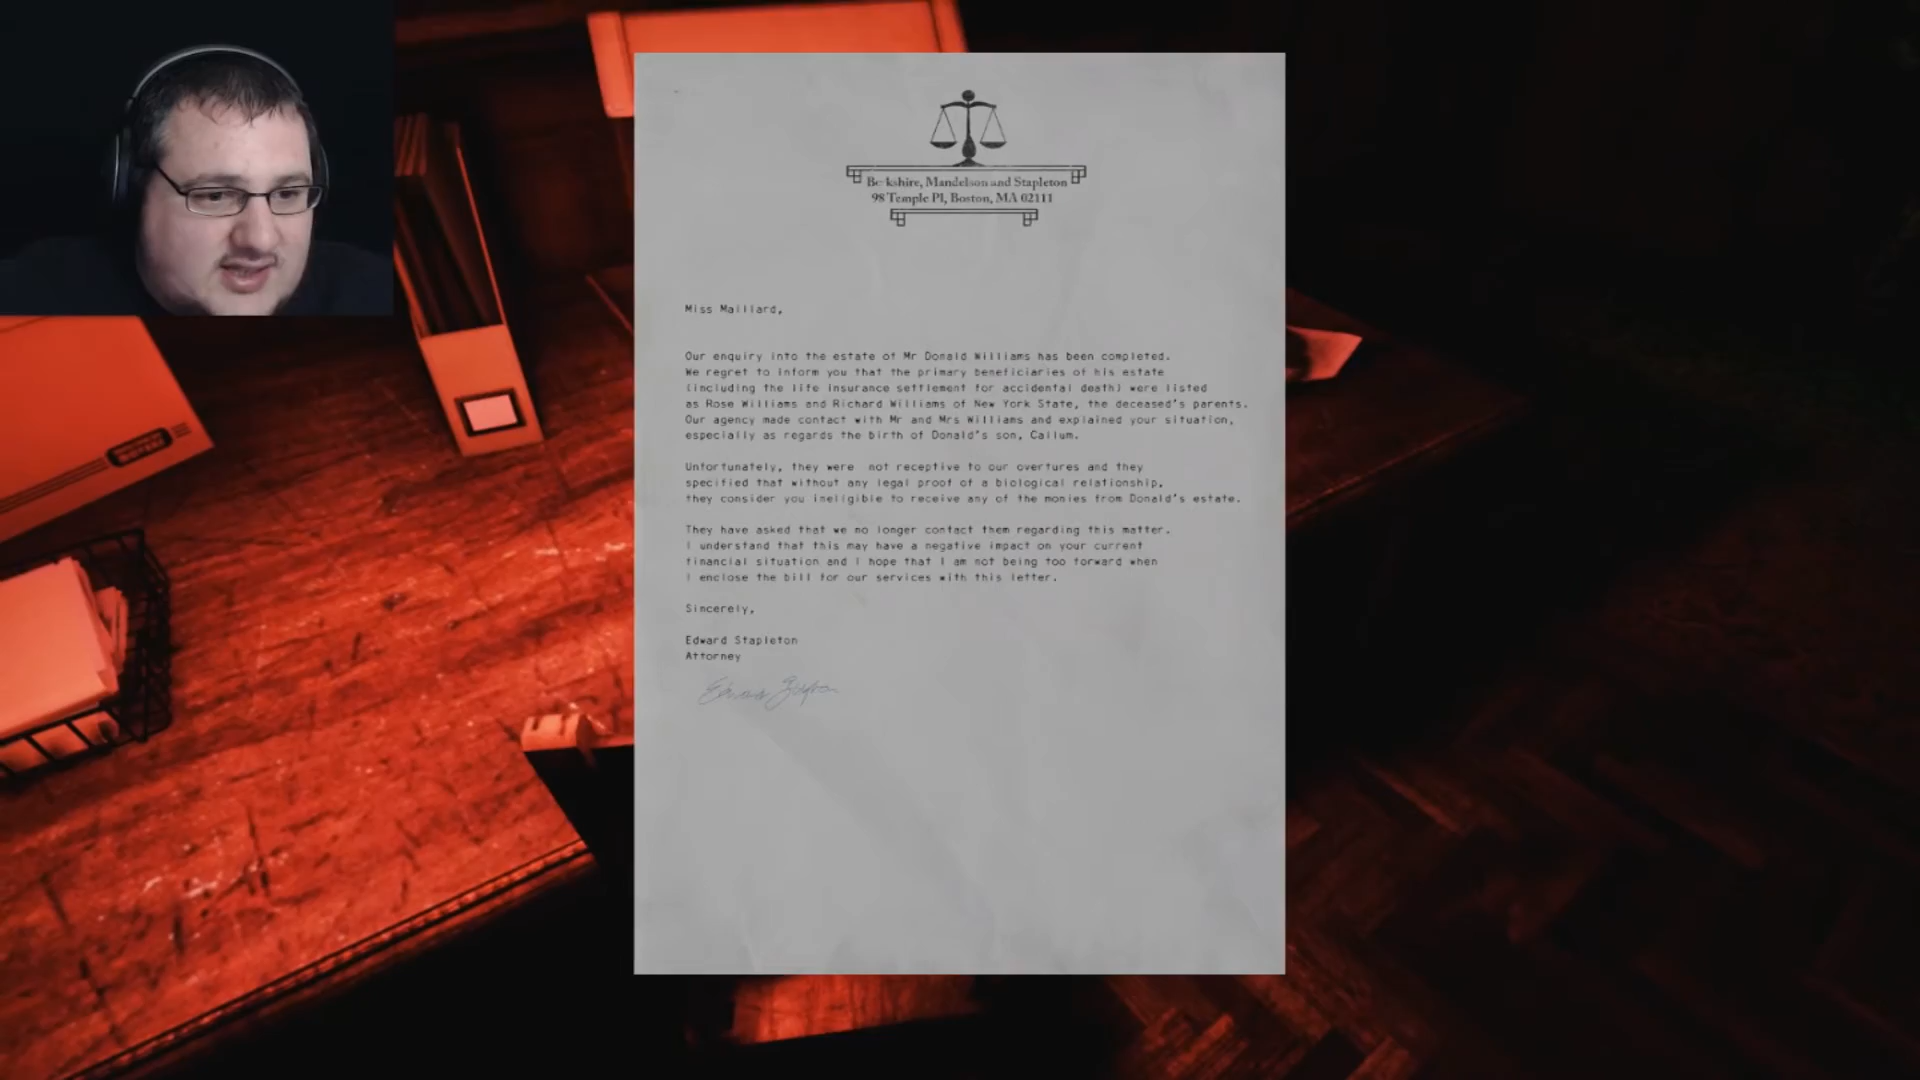 Berkshire, Mandelson and Stapleton
98 Temple Pl, Boston, MA 02111
Miss Maillard,
Our enquiry into the estate of Mr Donald Williams has been completed.
We regret to inform you that the primary beneficiaries of his estate
(including the life insurance settlement for accidental death) were listed
as Rose Williams and Richard Williams of New York State, the deceased's parents.
Our agency made contact with Mr and Mrs Williams and explained your situation,
especially as regards the birth of Donald's son, Callum.
Unfortunately, they were not receptive to our overtures and they
specified that without any legal proof of a biological relationship,
they consider you ineligible to receive any of the monies from Donald's estate.
They have asked that we no longer contact them regarding this matter.
I understand that this may have a negative impact on your current
financial situation and I hope that I am not being too forward when
I enclose the bill for our services with this letter.
Sincerely,
Edward Stapleton
Attorney